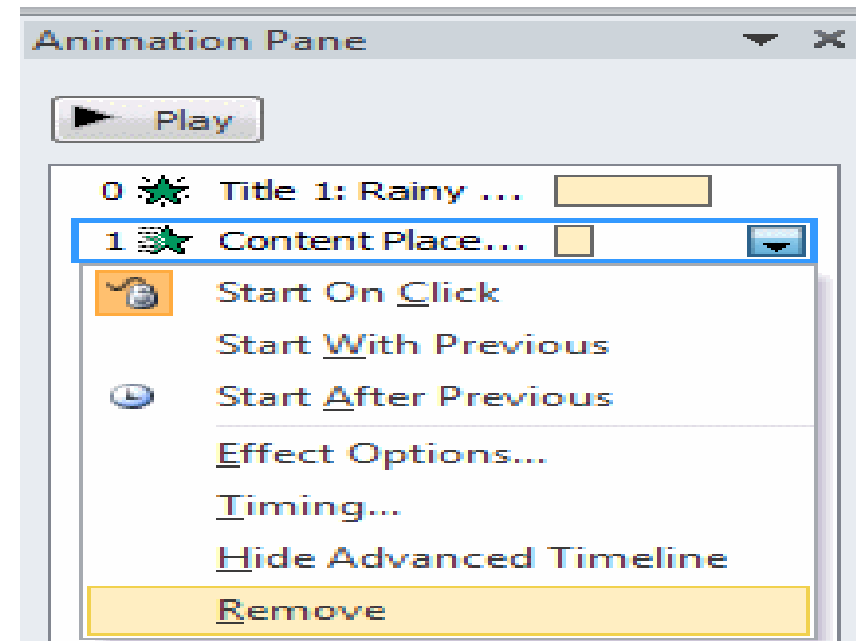 Animation Pane
Play
0 Title 1: Rainy ...
1 Content Place...
Start On Click
Start With Previous
Start After Previous
Effect Options...
Timing...
Hide Advanced Timeline
Remove